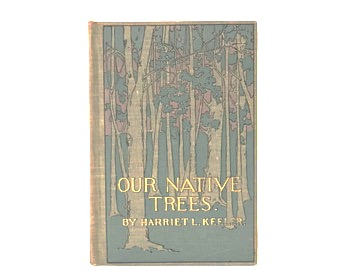 OUR NATIVE
TREES.
BY HARRIET L. KEELER.